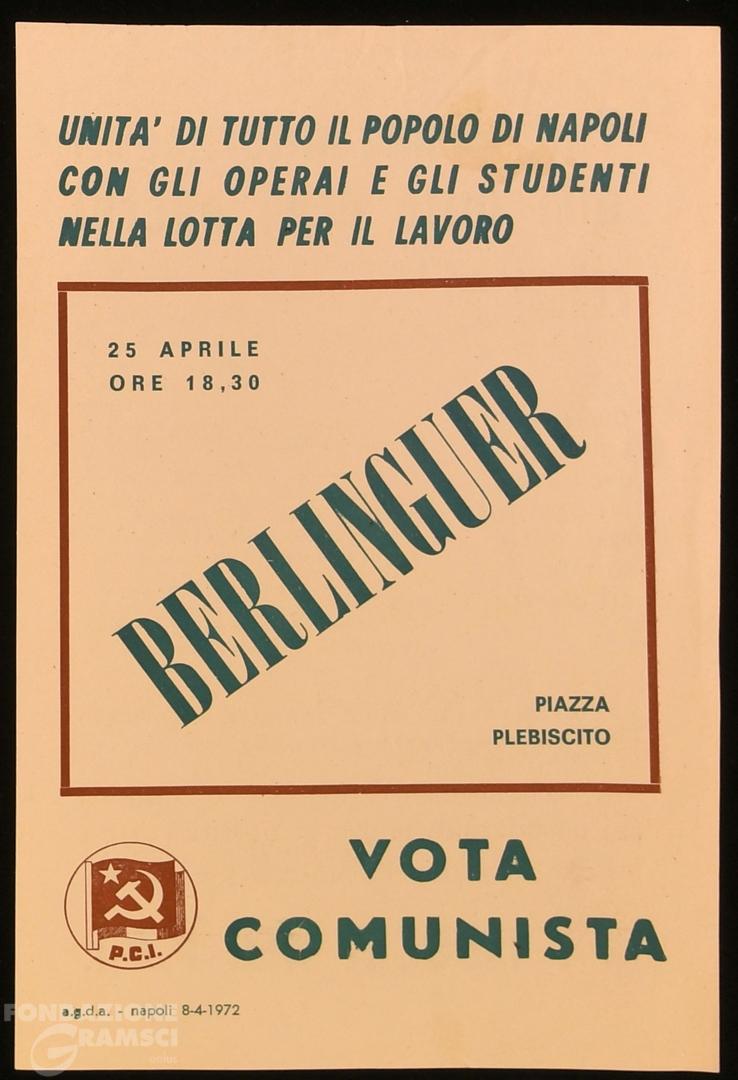 UNITA' DI TUTTO IL POPOLO DI NAPOLI
CON GLI OPERAI E GLI STUDENTI
NELLA LOTTA PER IL LAVORO
25 APRILE
ORE 18,30
BERLINGUER
PIAZZA
PLEBISCITO
VOTA
COMUNISTA
P.C.I.
a.g.d.a. - napoli 8-4-1972
FONDAZIONE
GRAMSCI
onlus